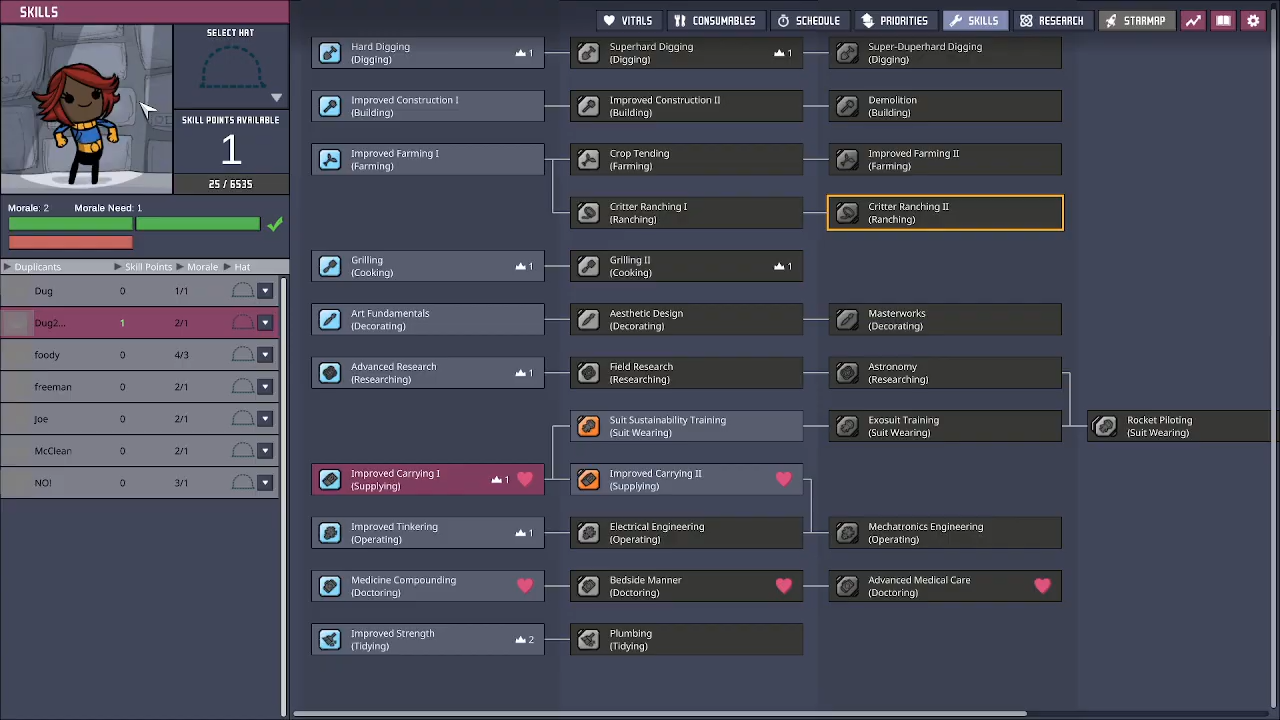 SKILLS
VITALS
CONSUMABLES
SCHEDULE
PRIORITIES
SKILLS
RESEARCH
STARMAP
SELECT HAT
SKILL POINTS AVAILABLE
1
25 / 6535
Morale: 2
Morale Need: 1
Duplicants
Skill Points
Morale
Hat
Dug
0
1/1
Dug2...
1
2/1
foody
0
4/3
freeman
0
2/1
Joe
0
2/1
McClean
0
2/1
NO!
0
3/1
Hard Digging
(Digging)
1
Superhard Digging
(Digging)
1
Super-Duperhard Digging
(Digging)
Improved Construction I
(Building)
Improved Construction II
(Building)
Demolition
(Building)
Improved Farming I
(Farming)
Crop Tending
(Farming)
Improved Farming II
(Farming)
Critter Ranching I
(Ranching)
Critter Ranching II
(Ranching)
Grilling
(Cooking)
1
Grilling II
(Cooking)
1
Art Fundamentals
(Decorating)
Aesthetic Design
(Decorating)
Masterworks
(Decorating)
Advanced Research
(Researching)
1
Field Research
(Researching)
Astronomy
(Researching)
Suit Sustainability Training
(Suit Wearing)
Exosuit Training
(Suit Wearing)
Rocket Piloting
(Suit Wearing)
Improved Carrying I
(Supplying)
1
Improved Carrying II
(Supplying)
Improved Tinkering
(Operating)
1
Electrical Engineering
(Operating)
Mechatronics Engineering
(Operating)
Medicine Compounding
(Doctoring)
Bedside Manner
(Doctoring)
Advanced Medical Care
(Doctoring)
Improved Strength
(Tidying)
2
Plumbing
(Tidying)